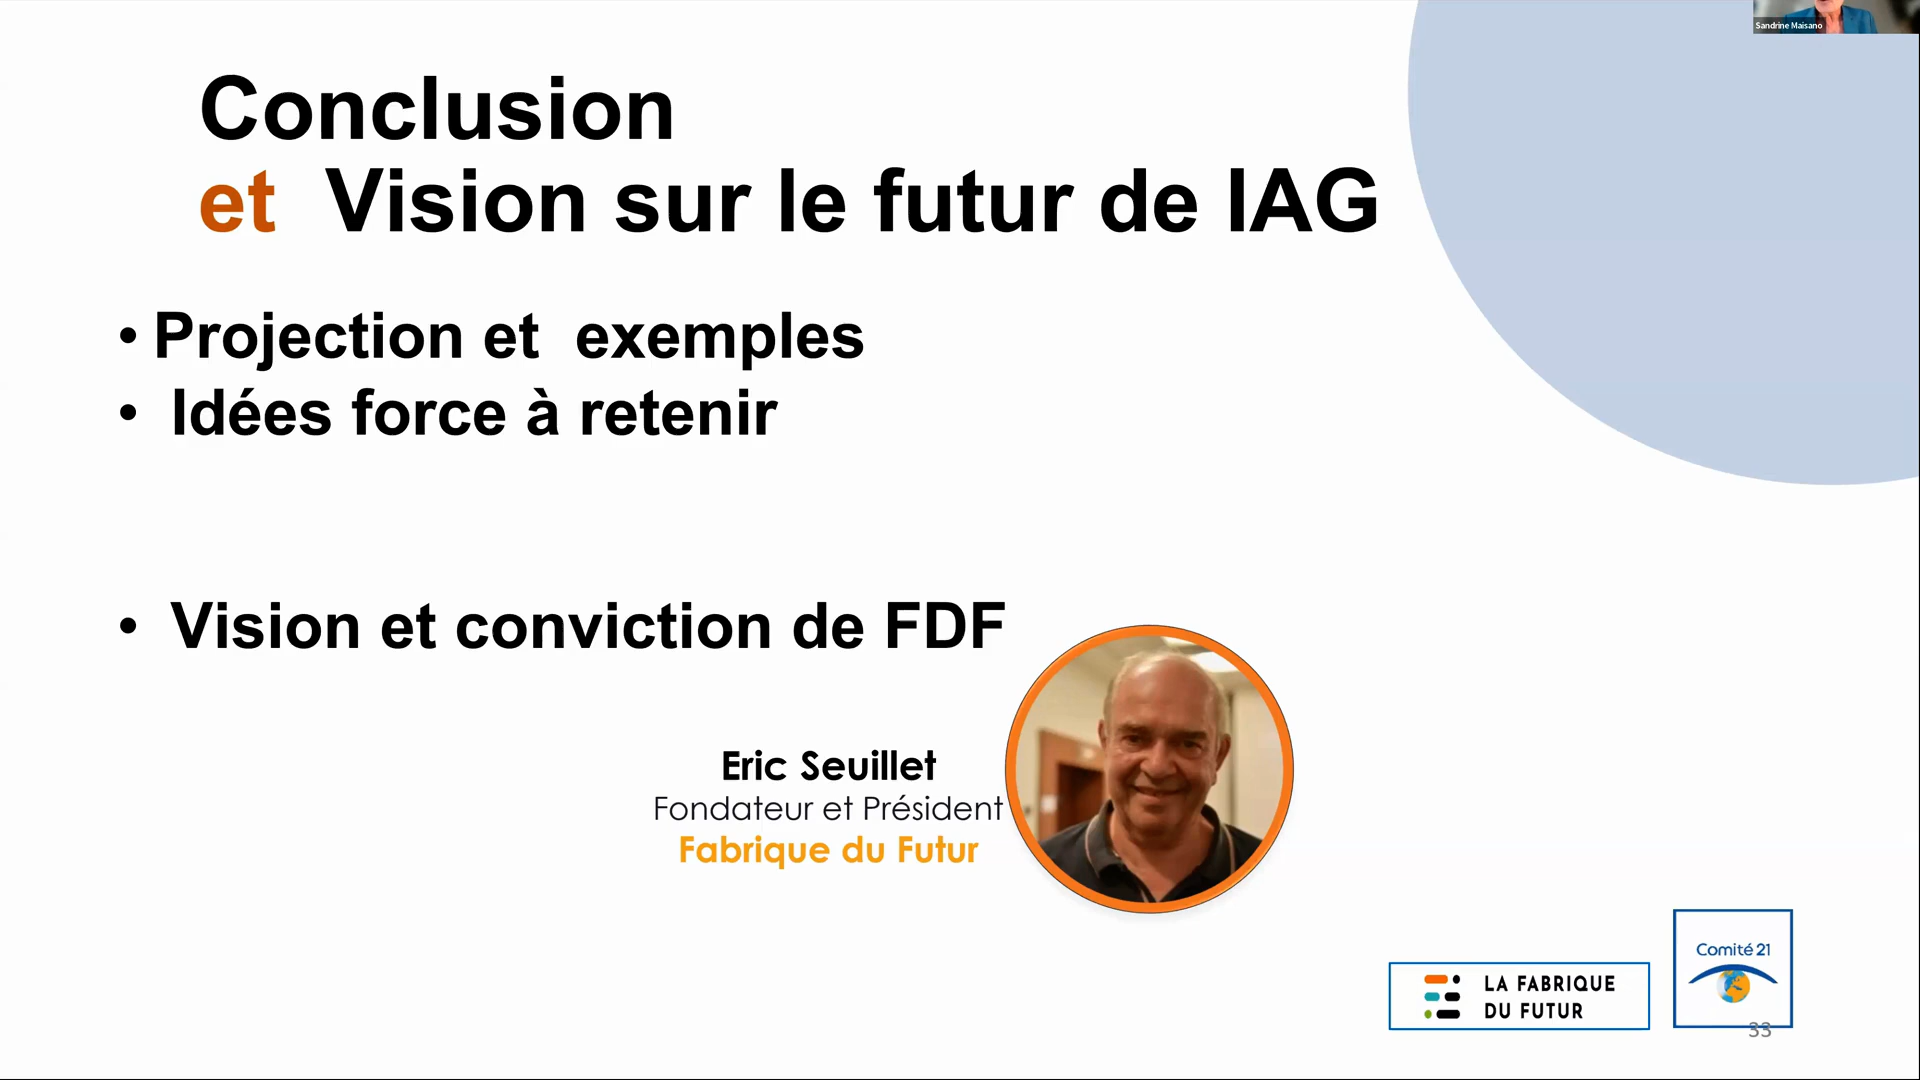 Sandrine Maisano
Conclusion
et Vision sur le futur de IAG
• Projection et exemples
• Idées force à retenir
• Vision et conviction de FDF
Eric Seuillet
Fondateur et Président
Fabrique du Futur
LA FABRIQUE
DU FUTUR
Comité 21
33